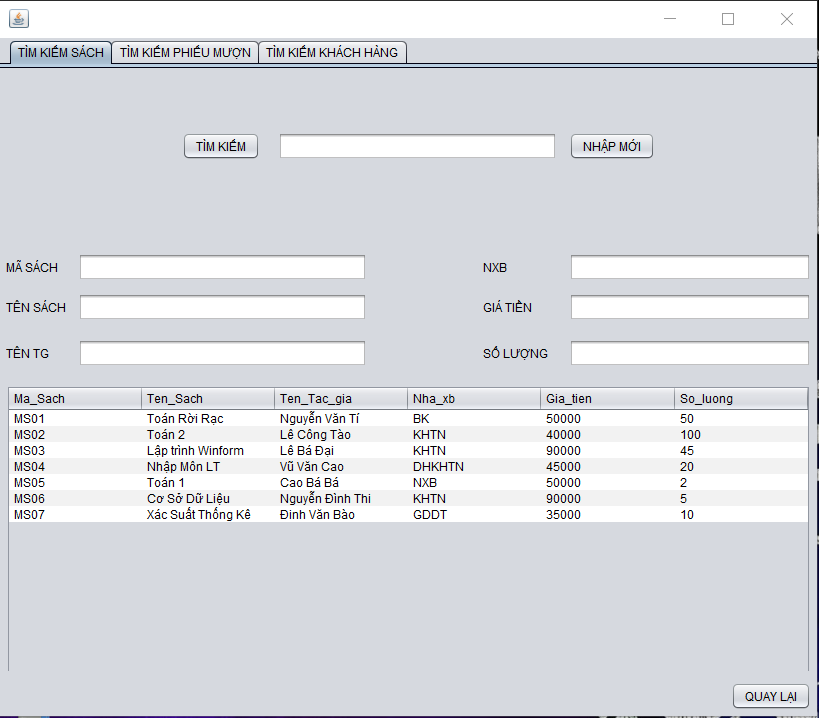 TÌM KIẾM SÁCH TÌM KIẾM PHIẾU MƯỢN TÌM KIẾM KHÁCH HÀNG
TÌM KIẾM NHẬP MỚI
MÃ SÁCH NXB
TÊN SÁCH GIÁ TIỀN
TÊN TG SỐ LƯỢNG
Ma_Sach Ten_Sach Ten_Tac_gia Nha_xb Gia_tien So_luong
MS01 Toán Rời Rạc Nguyễn Văn Tí BK 50000 50
MS02 Toán 2 Lê Công Tào KHTN 40000 100
MS03 Lập trình Winform Lê Bá Đại KHTN 90000 45
MS04 Nhập Môn LT Vũ Văn Cao DHKHTN 45000 20
MS05 Toán 1 Cao Bá Bá NXB 50000 2
MS06 Cơ Sở Dữ Liệu Nguyễn Đình Thi KHTN 90000 5
MS07 Xác Suất Thống Kê Đinh Văn Bào GDDT 35000 10
QUAY LẠI